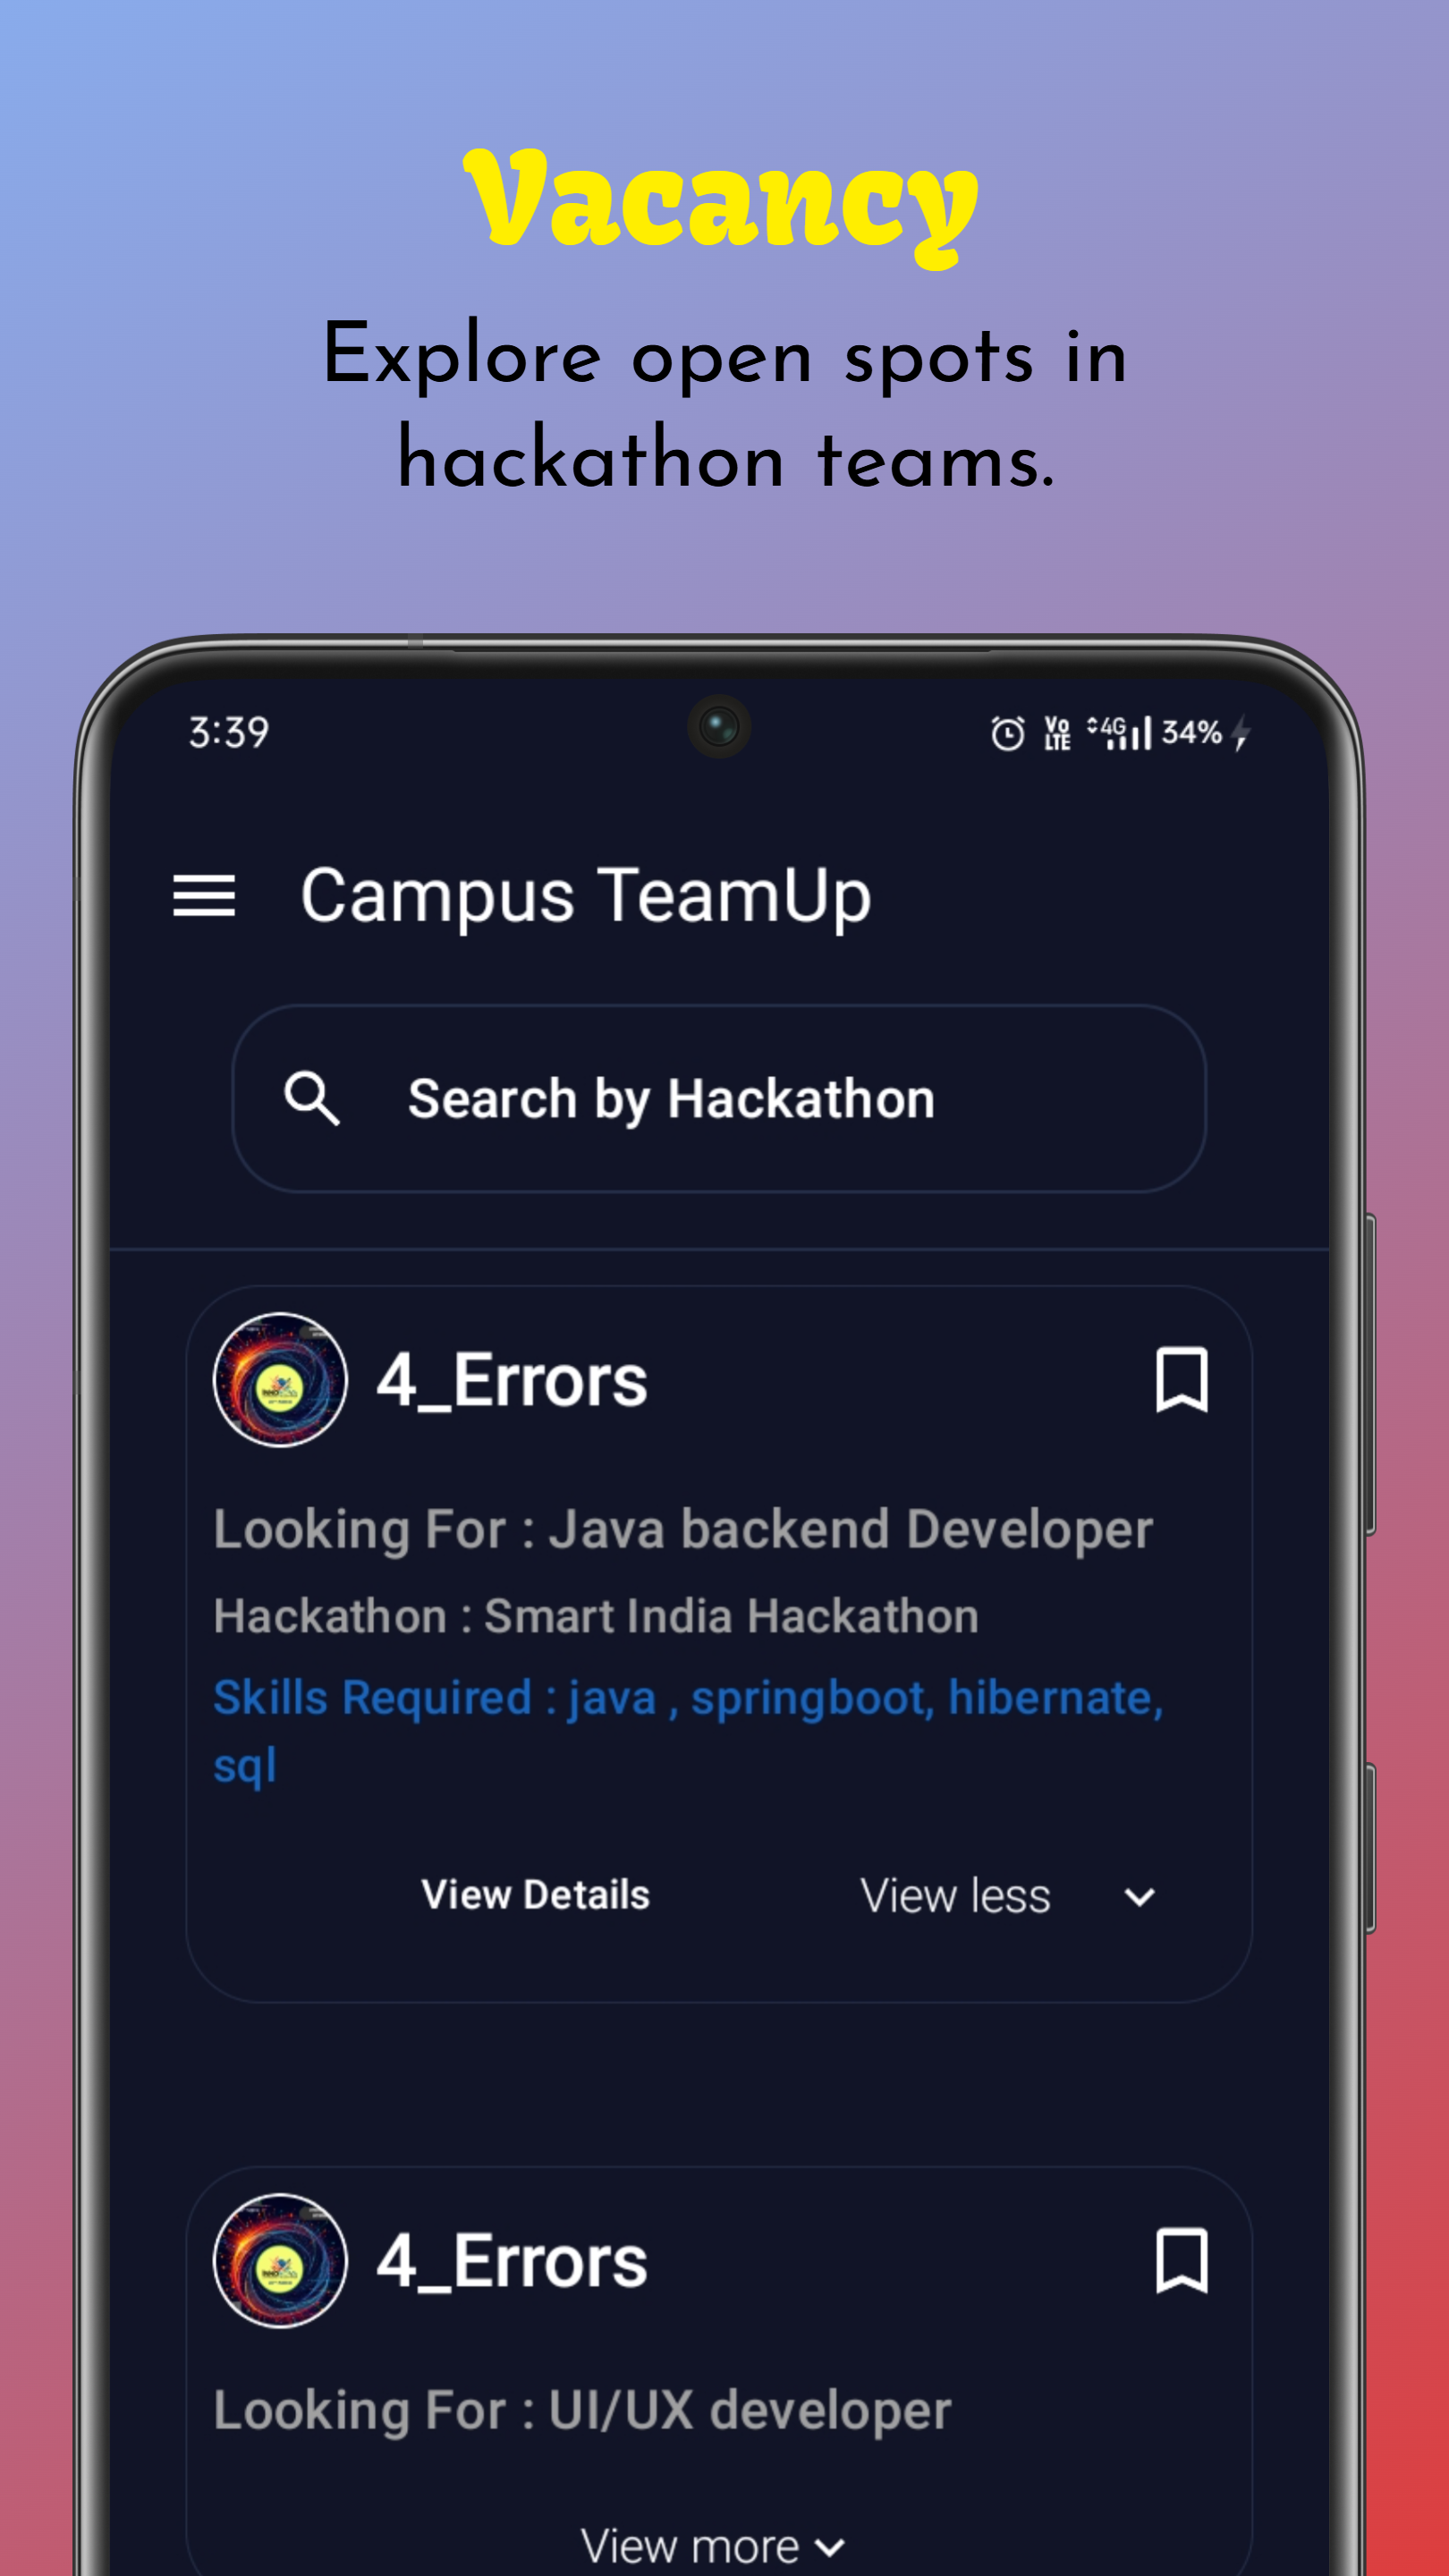 Vacancy
Explore open spots in
hackathon teams.
3:39
Vo
LTE
4G
34%
Campus TeamUp
Search by Hackathon
4_Errors
Looking For : Java backend Developer
Hackathon : Smart India Hackathon
Skills Required : java , springboot, hibernate,
sql
View Details
View less
4_Errors
Looking For : UI/UX developer
View more